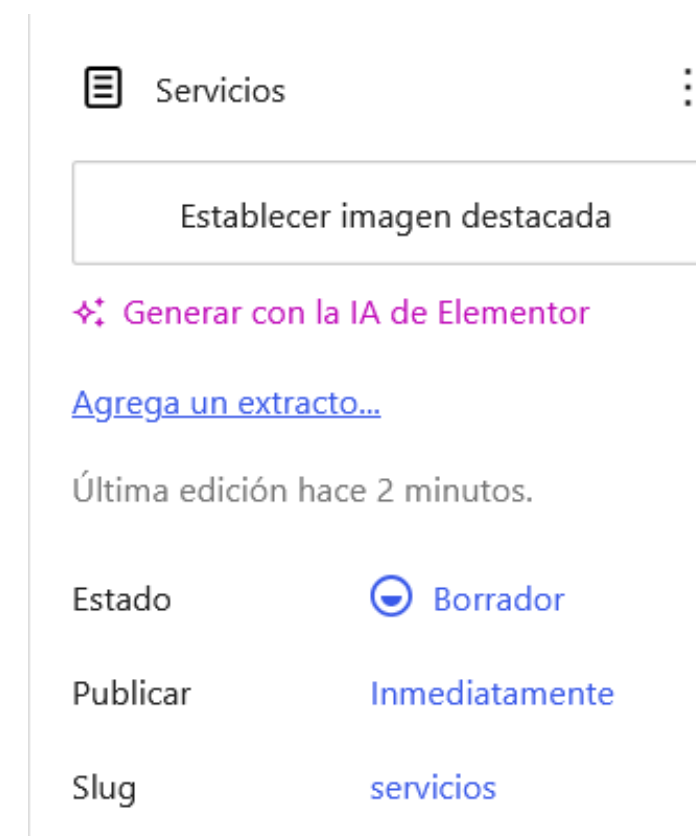 Servicios
Establecer imagen destacada
Generar con la IA de Elementor
Agrega un extracto...
Última edición hace 2 minutos.
Estado Borrador
Publicar Inmediatamente
Slug servicios